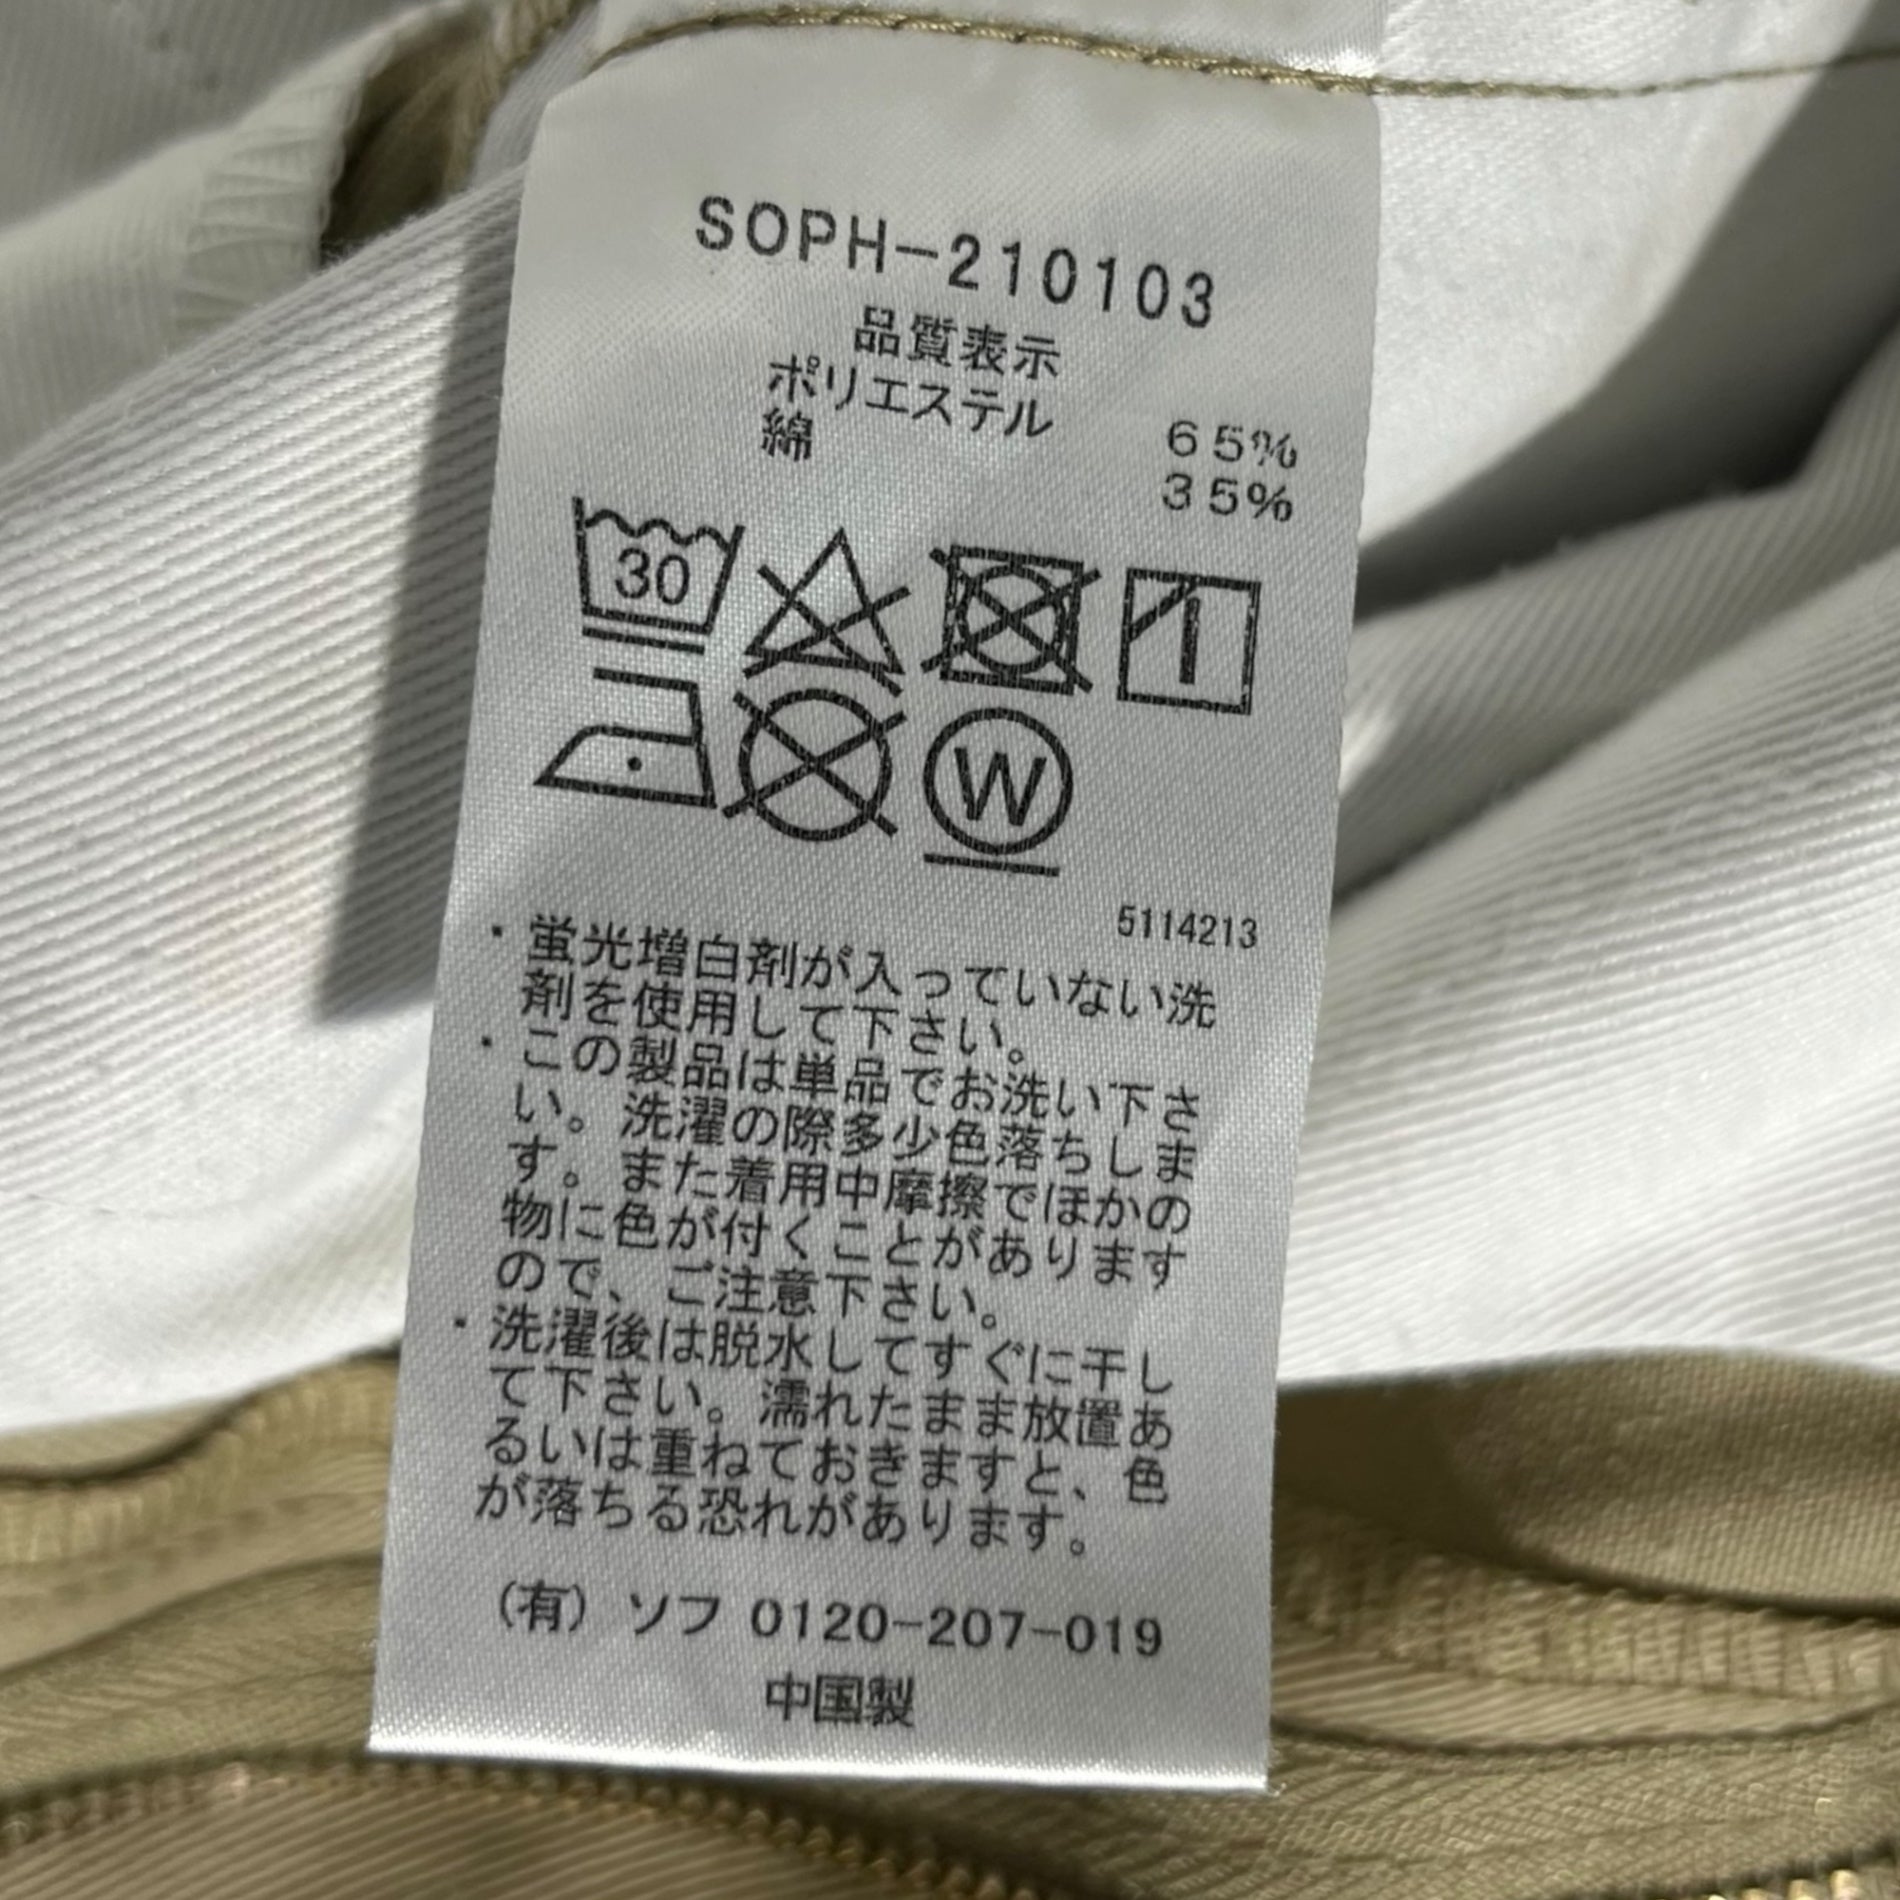 SOPH-210103
品質表示
ポリエステル 65%
綿 35%
30
W
5114213
・蛍光増白剤が入っていない洗
剤を使用して下さい。
・この製品は単品でお洗い下さ
い。洗濯の際多少色落ちしま
す。また着用中摩擦でほかの
物に色が付くことがあります
ので、ご注意下さい。
・洗濯後は脱水してすぐに干し
て下さい。濡れたまま放置あ
るいは重ねておきますと、色
が落ちる恐れがあります。
(有) ソフ 0120-207-019
中国製